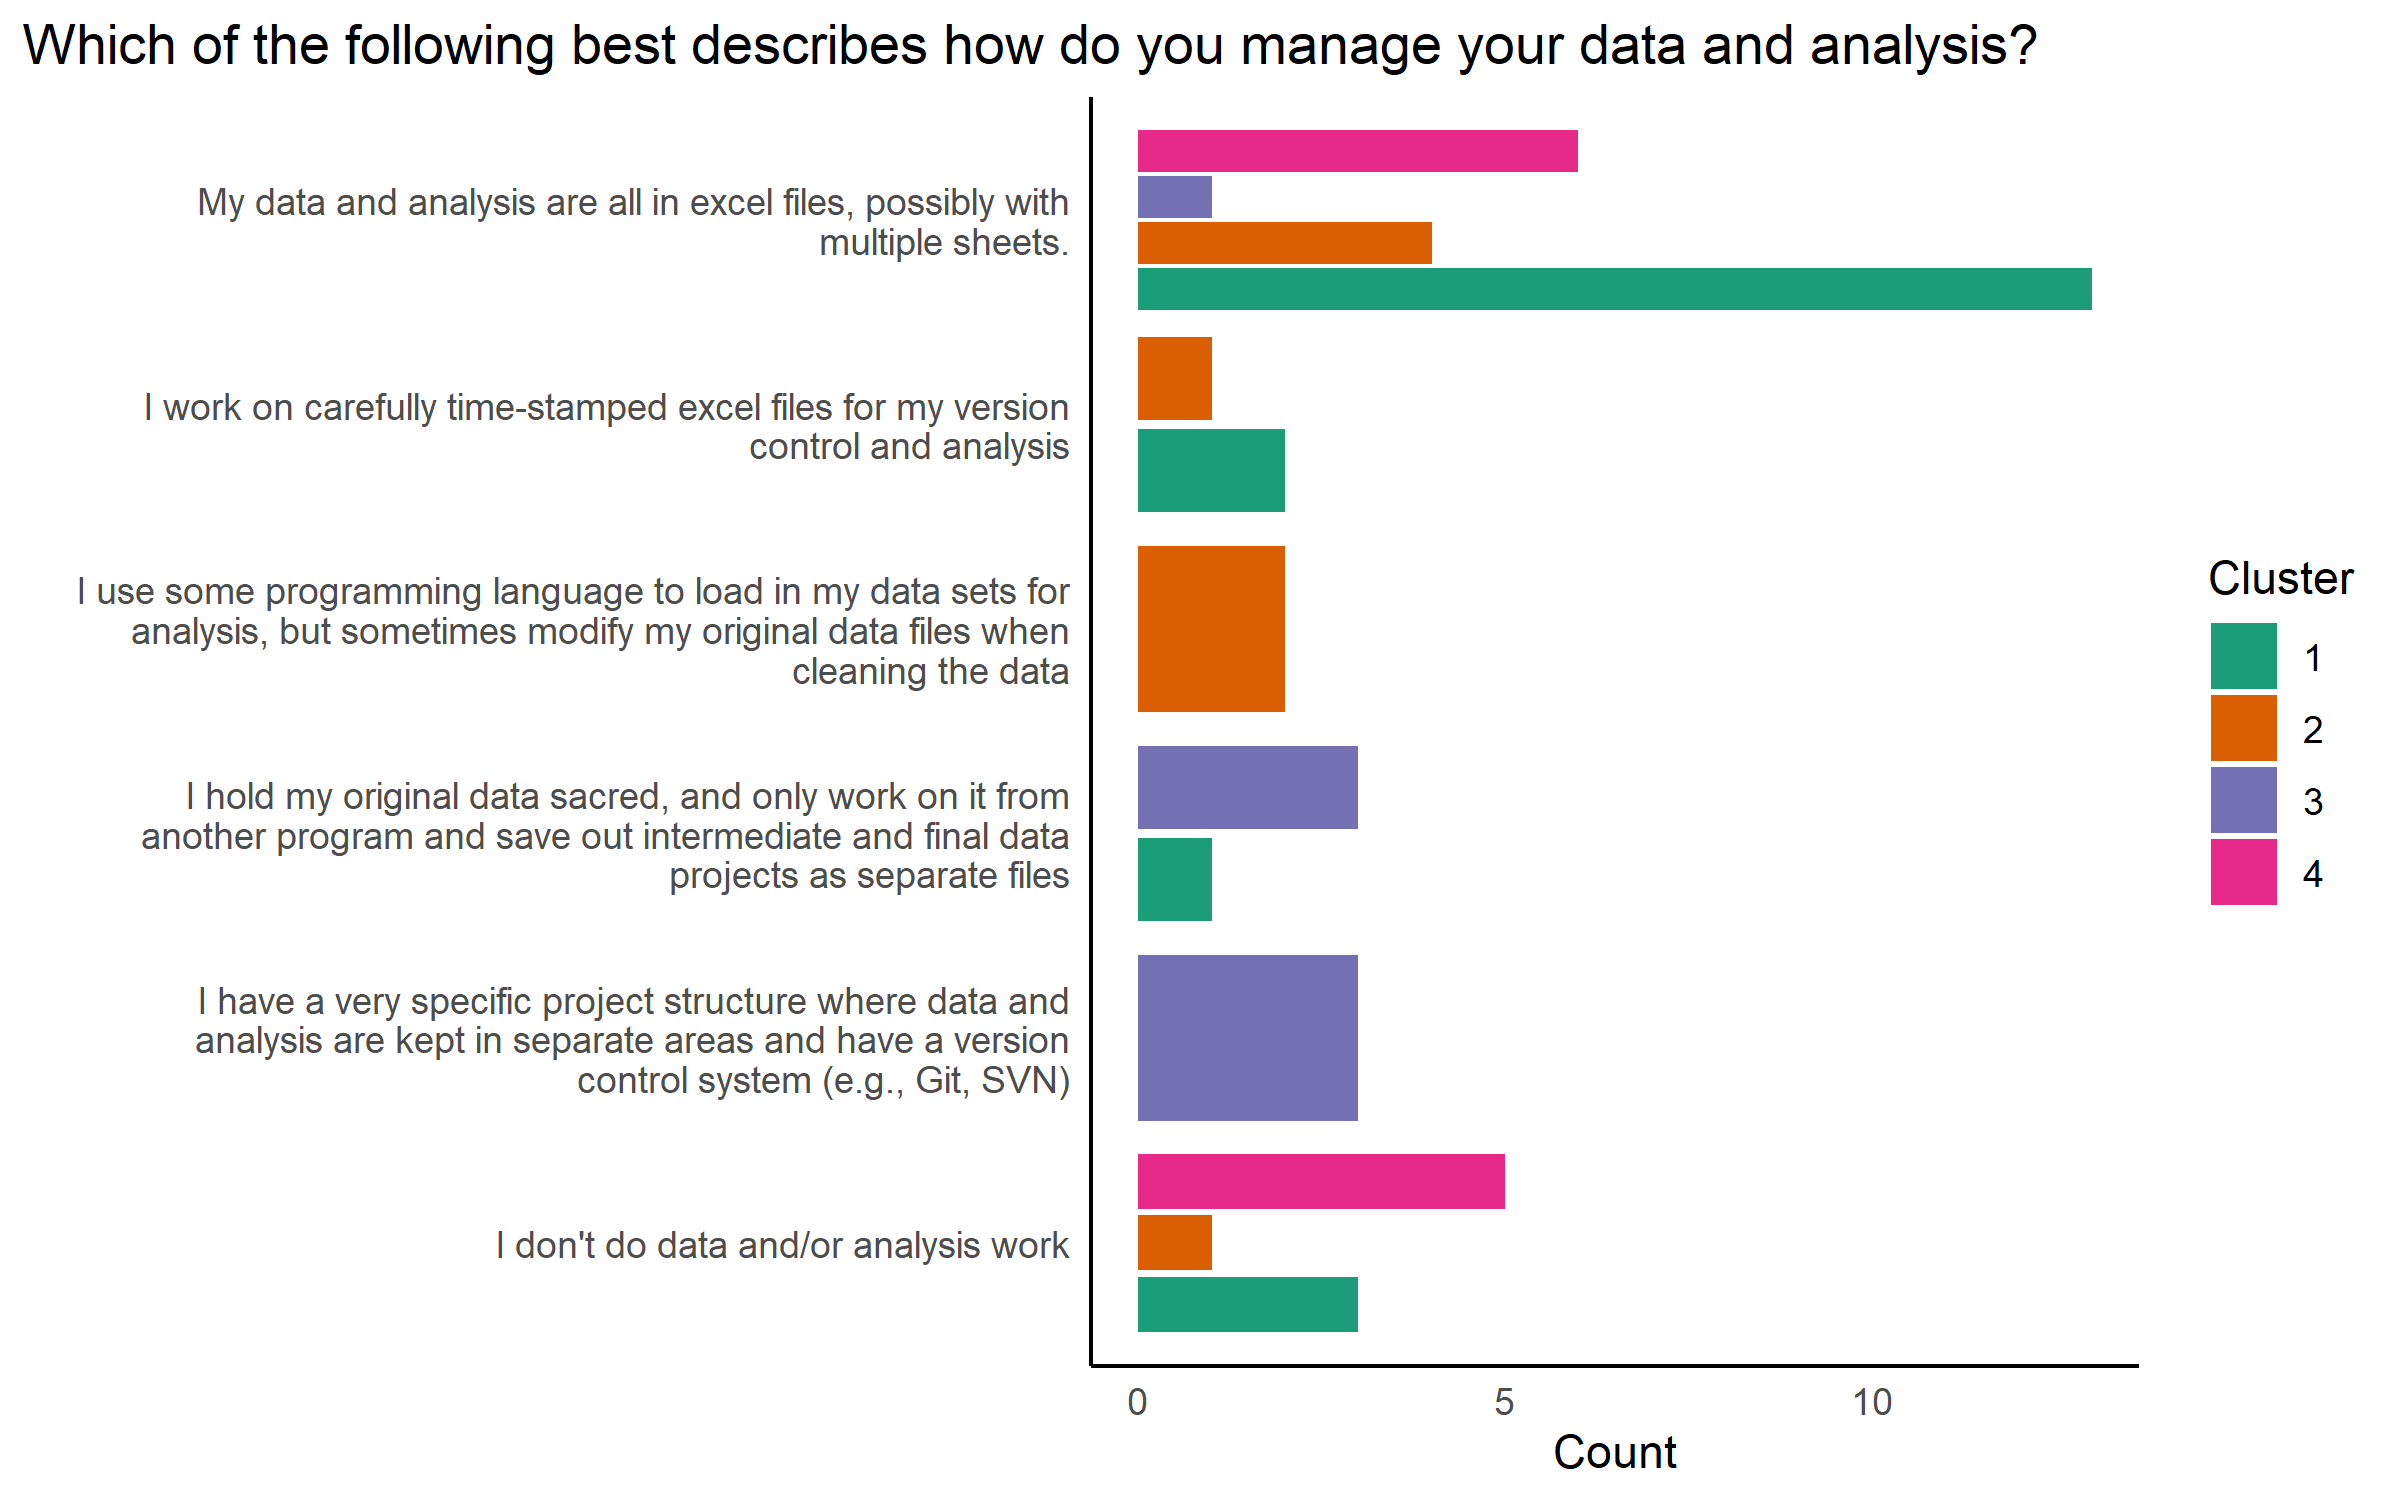 Which of the following best describes how do you manage your data and analysis?
My data and analysis are all in excel files, possibly with
multiple sheets.
I work on carefully time-stamped excel files for my version
control and analysis
I use some programming language to load in my data sets for
analysis, but sometimes modify my original data files when
cleaning the data
I hold my original data sacred, and only work on it from
another program and save out intermediate and final data
projects as separate files
I have a very specific project structure where data and
analysis are kept in separate areas and have a version
control system (e.g., Git, SVN)
I don't do data and/or analysis work
0 5 10
Count
Cluster
1
2
3
4